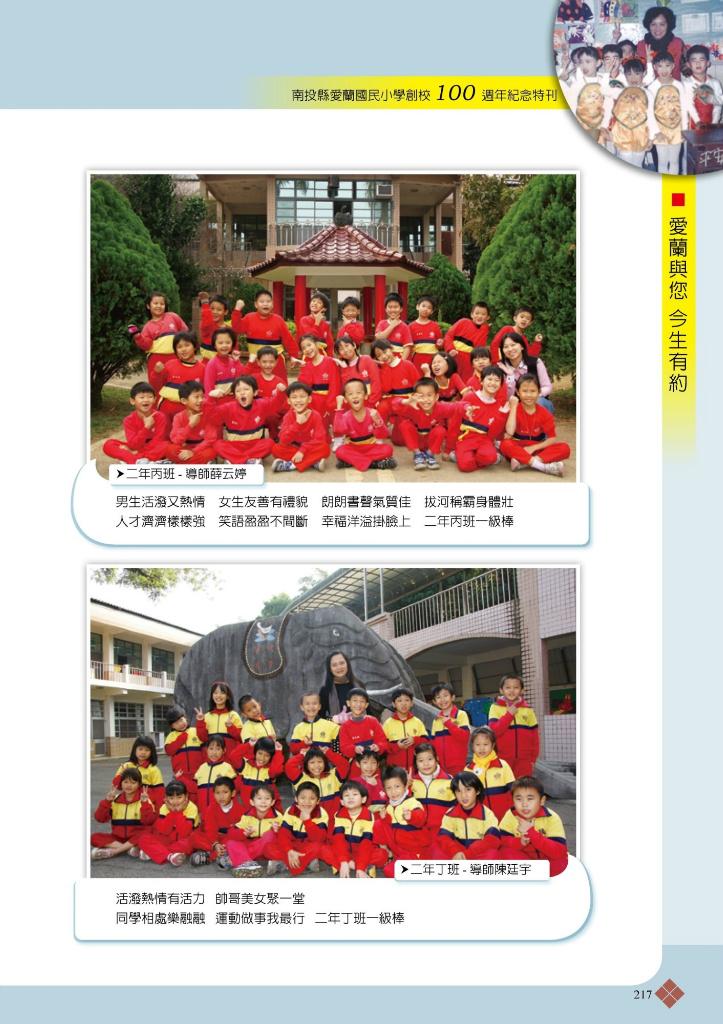 南投縣愛蘭國民小學創校 100 週年紀念特刊
愛蘭與您 今生有約
平安
➤二年丙班 - 導師薛云婷
男生活潑又熱情 女生友善有禮貌 朗朗書聲氣質佳 拔河稱霸身體壯
人才濟濟樣樣強 笑語盈盈不間斷 幸福洋溢掛臉上 二年丙班一級棒
➤二年丁班 - 導師陳廷宇
活潑熱情有活力 帥哥美女聚一堂
同學相處樂融融 運動做事我最行 二年丁班一級棒
217